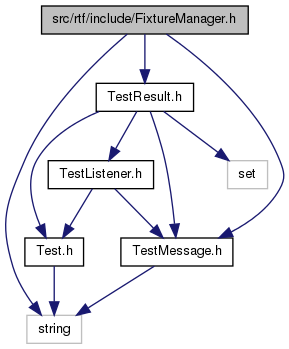 src/rtf/include/FixtureManager.h
TestResult.h
TestListener.h
set
Test.h
TestMessage.h
string